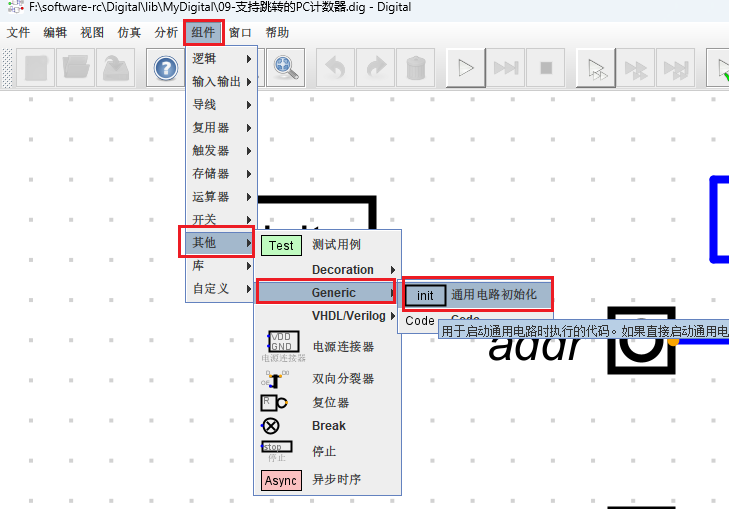 F:\software-rc\Digital\lib\MyDigital\09-支持跳转的PC计数器.dig - Digital
文件 编辑 视图 仿真 分析 组件 窗口 帮助
逻辑
输入输出
导线
复用器
触发器
存储器
运算器
开关
其他
库
自定义
Test 测试用例
Decoration
Generic
VHDL/Verilog
VDD
GND
电源连接器
电源连接器
双向分裂器
R 复位器
Break
stop
停止
停止
Async 异步时序
init 通用电路初始化
Code Code
用于启动通用电路时执行的代码。如果直接启动通用电
addr